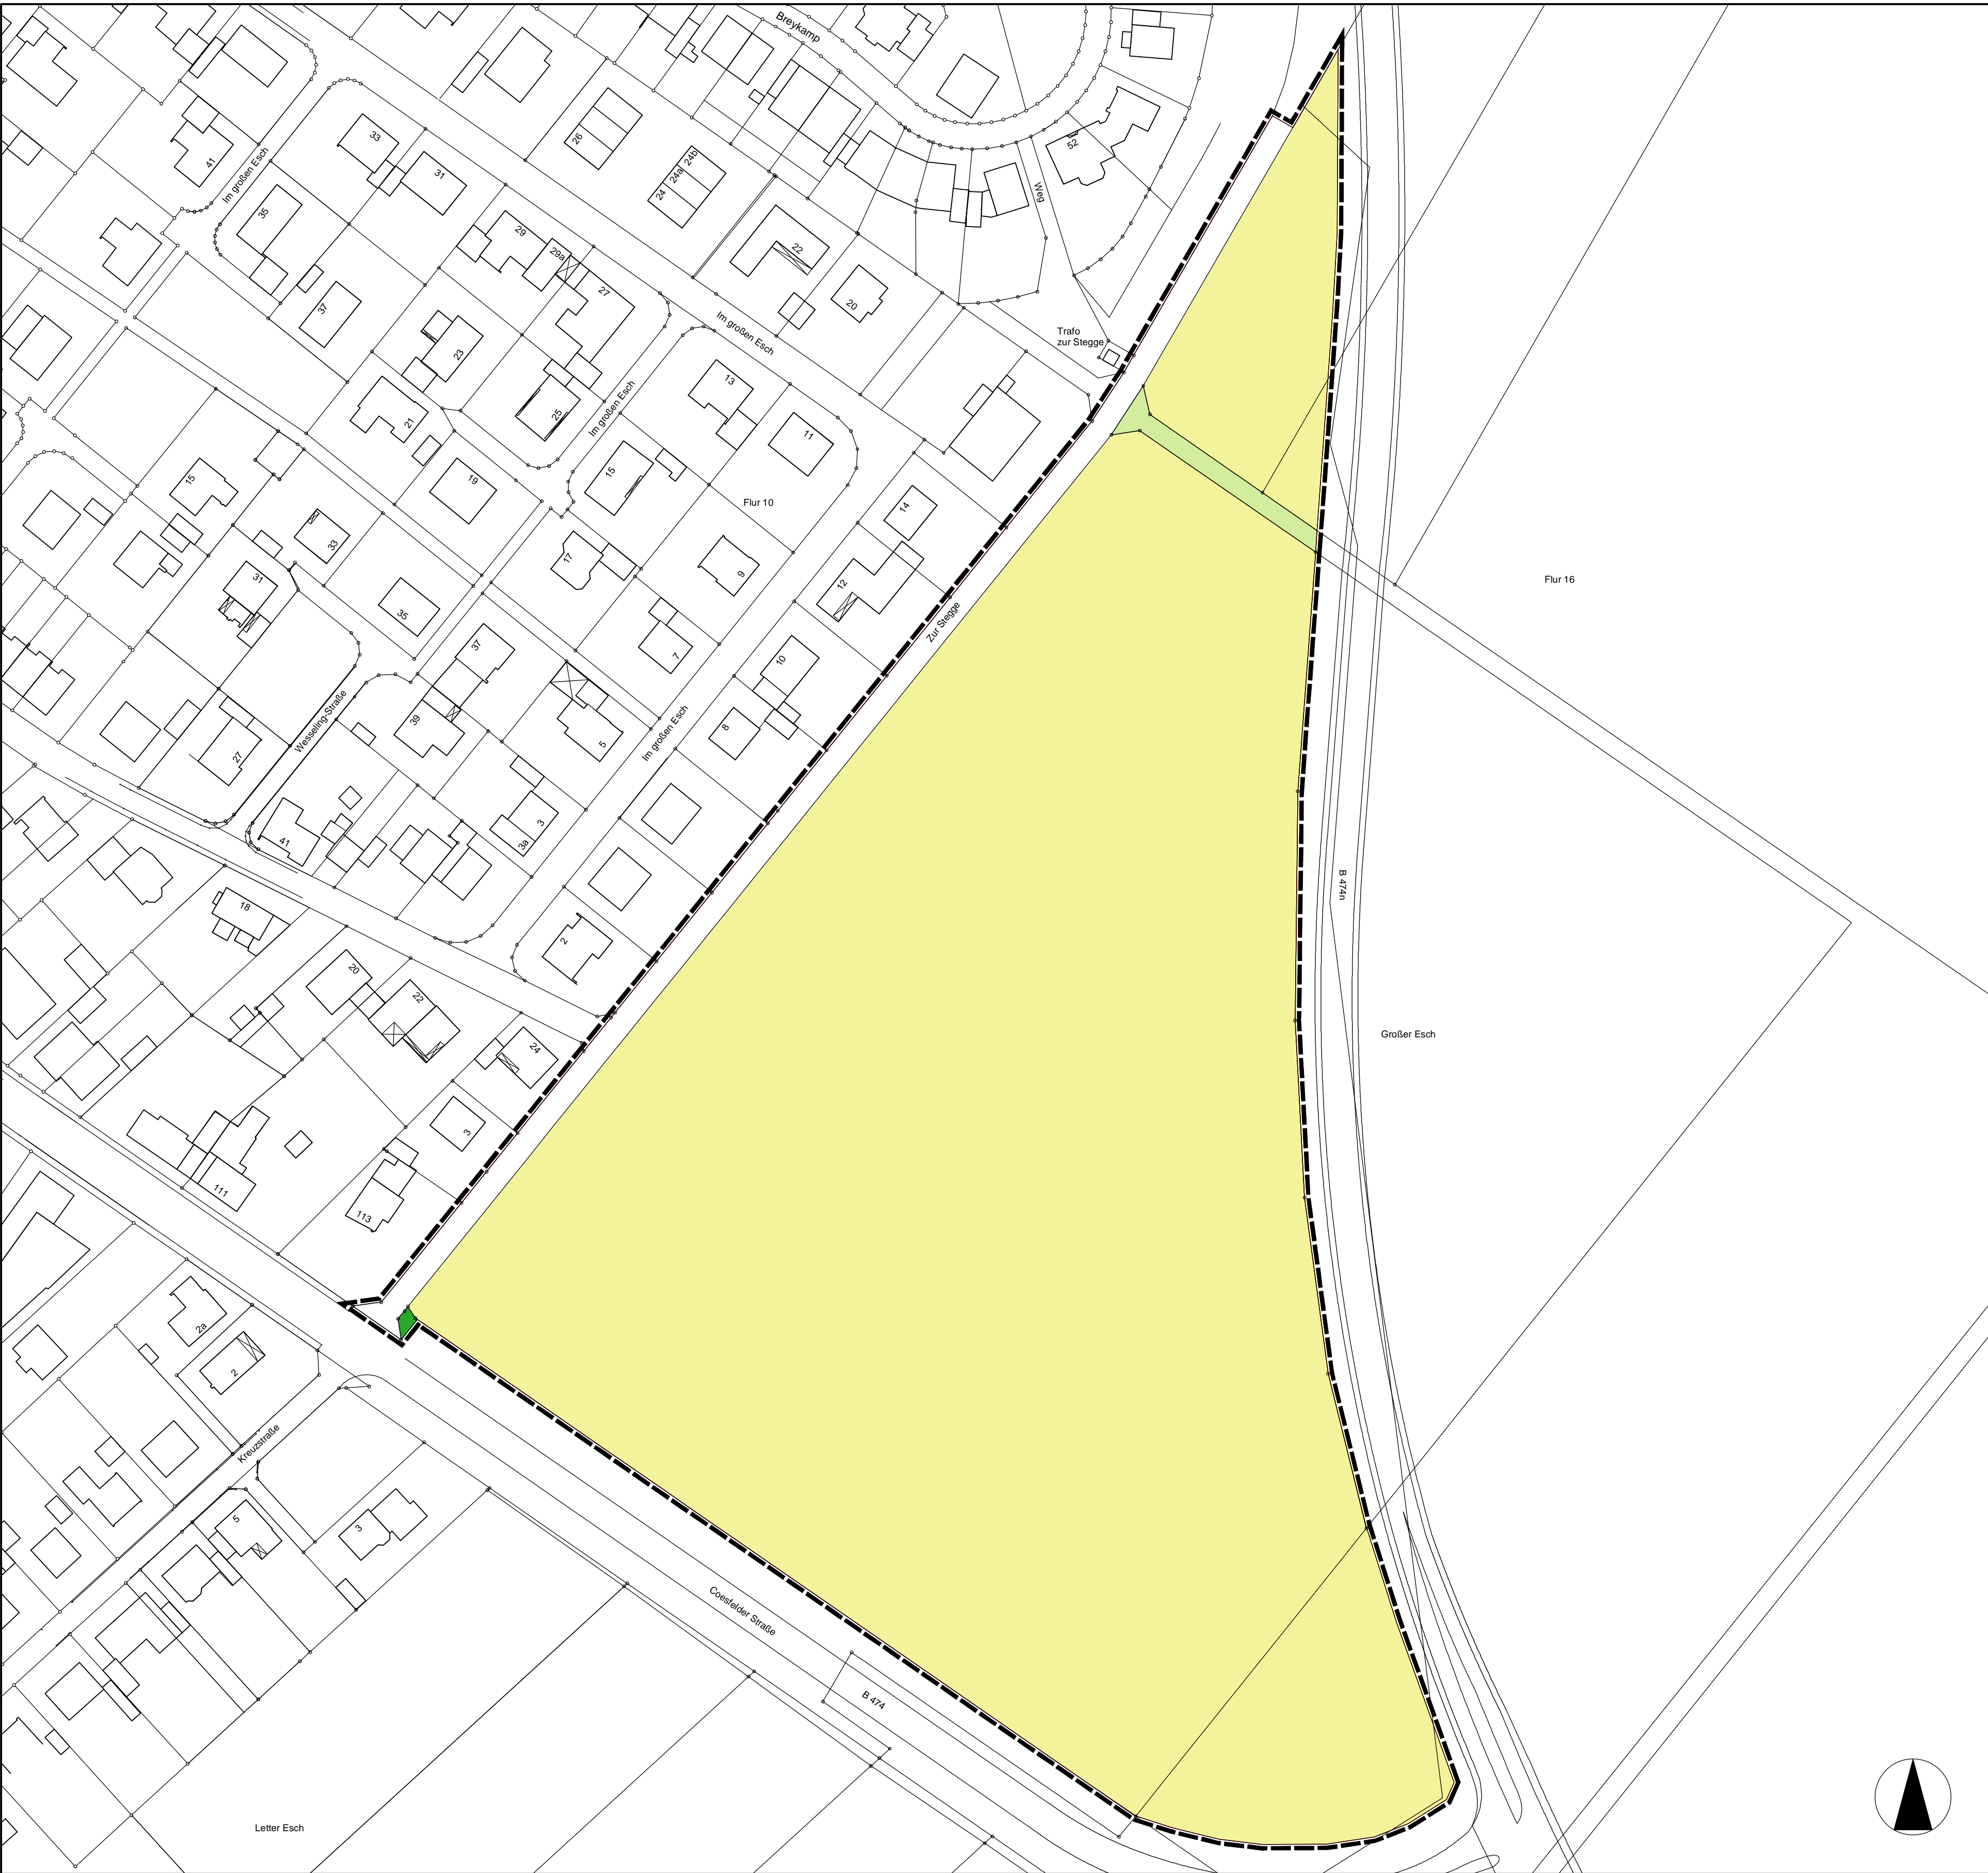 Breykamp
41
Im großen Esch
33
31
26
24
24a
24b
52
Weg
35
29
29a
27
22
20
37
23
Im großen Esch
Trafo
zur Stegge
21
25
Im großen Esch
13
11
15
19
15
Flur 10
14
33
17
9
12
31
35
Flur 16
Zur Stegge
37
7
10
Wesseling-Straße
39
5
Im großen Esch
8
27
3
3a
41
B 474n
18
2
20
22
24
Großer Esch
3
111
113
2a
2
Kreuzstraße
5
3
Coesfelder Straße
B 474
Letter Esch